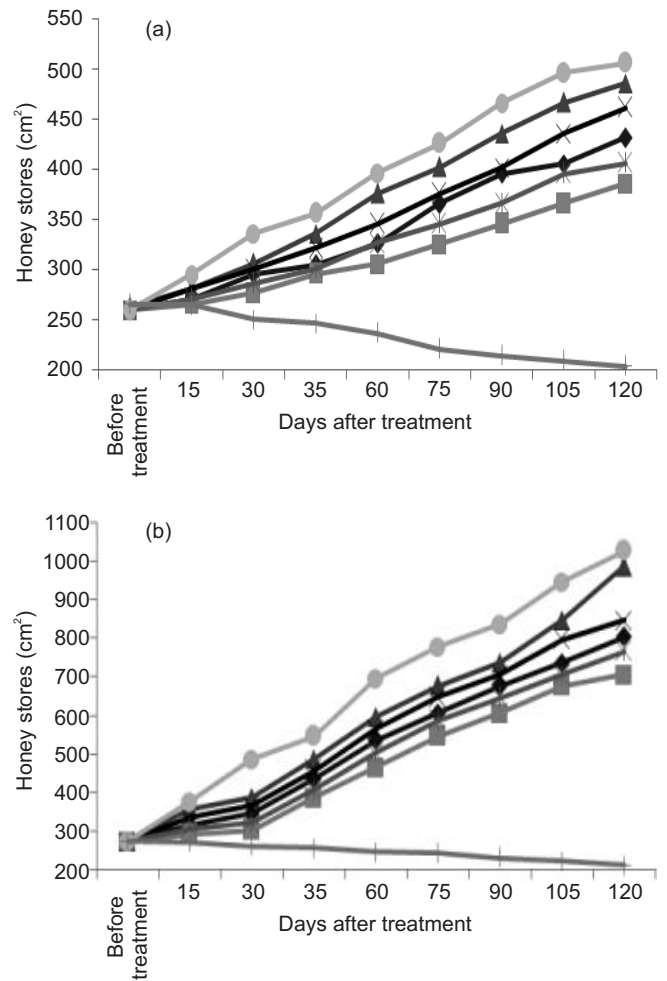 (a)
550
500
450
400
350
300
250
200
Honey stores (cm²)
Before treatment
15 30 35 60 75 90 105 120
Days after treatment
(b)
1100
1000
900
800
700
600
500
400
300
200
Honey stores (cm²)
Before treatment
15 30 35 60 75 90 105 120
Days after treatment